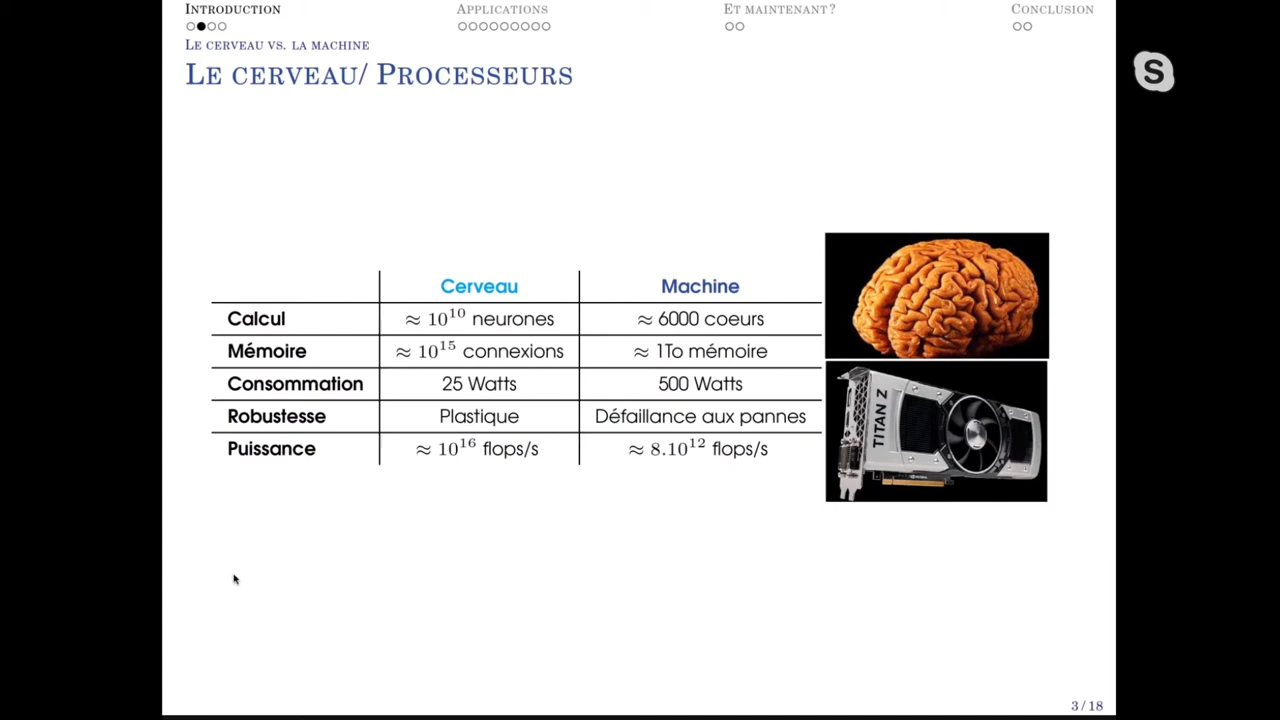 INTRODUCTION APPLICATIONS ET MAINTENANT? CONCLUSION
LE CERVEAU VS. LA MACHINE
LE CERVEAU/ PROCESSEURS
Cerveau Machine
Calcul ≈ 10^10 neurones ≈ 6000 coeurs
Mémoire ≈ 10^15 connexions ≈ 1To mémoire
Consommation 25 Watts 500 Watts
Robustesse Plastique Défaillance aux pannes
Puissance ≈ 10^16 flops/s ≈ 8.10^12 flops/s
TITAN Z
S
3 / 18